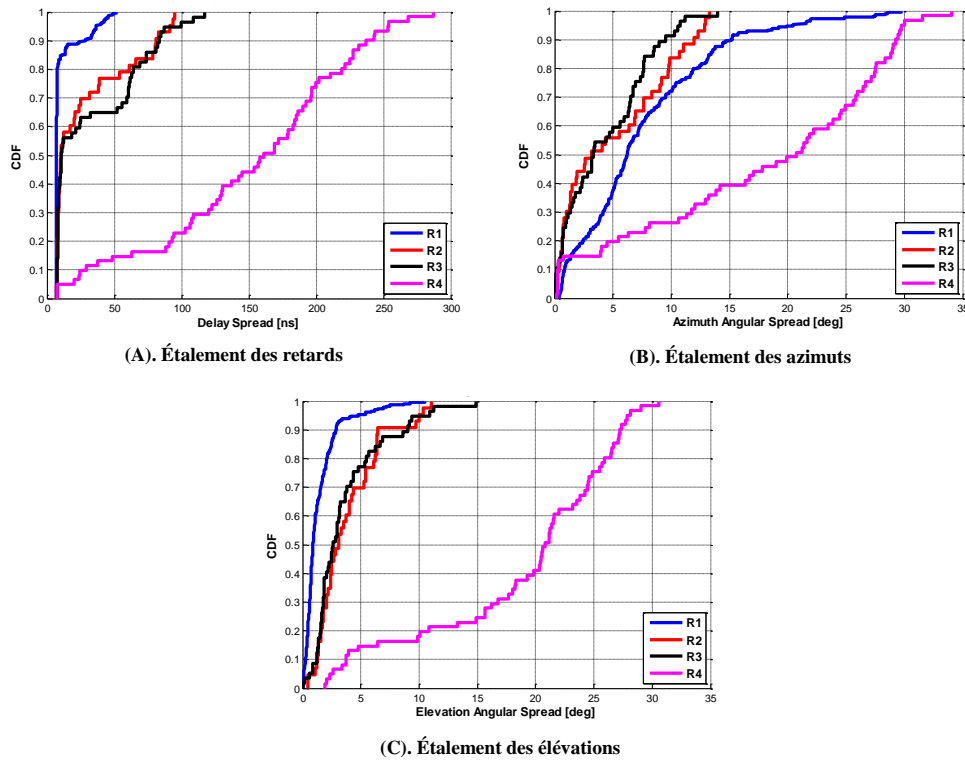 1
0.9
0.8
0.7
0.6
0.5
0.4
0.3
0.2
0.1
0
CDF
0 50 100 150 200 250 300
Delay Spread [ns]
R1
R2
R3
R4
(A). Étalement des retards
1
0.9
0.8
0.7
0.6
0.5
0.4
0.3
0.2
0.1
0
CDF
0 5 10 15 20 25 30 35
Azimuth Angular Spread [deg]
R1
R2
R3
R4
(B). Étalement des azimuts
1
0.9
0.8
0.7
0.6
0.5
0.4
0.3
0.2
0.1
0
CDF
0 5 10 15 20 25 30 35
Elevation Angular Spread [deg]
R1
R2
R3
R4
(C). Étalement des élévations